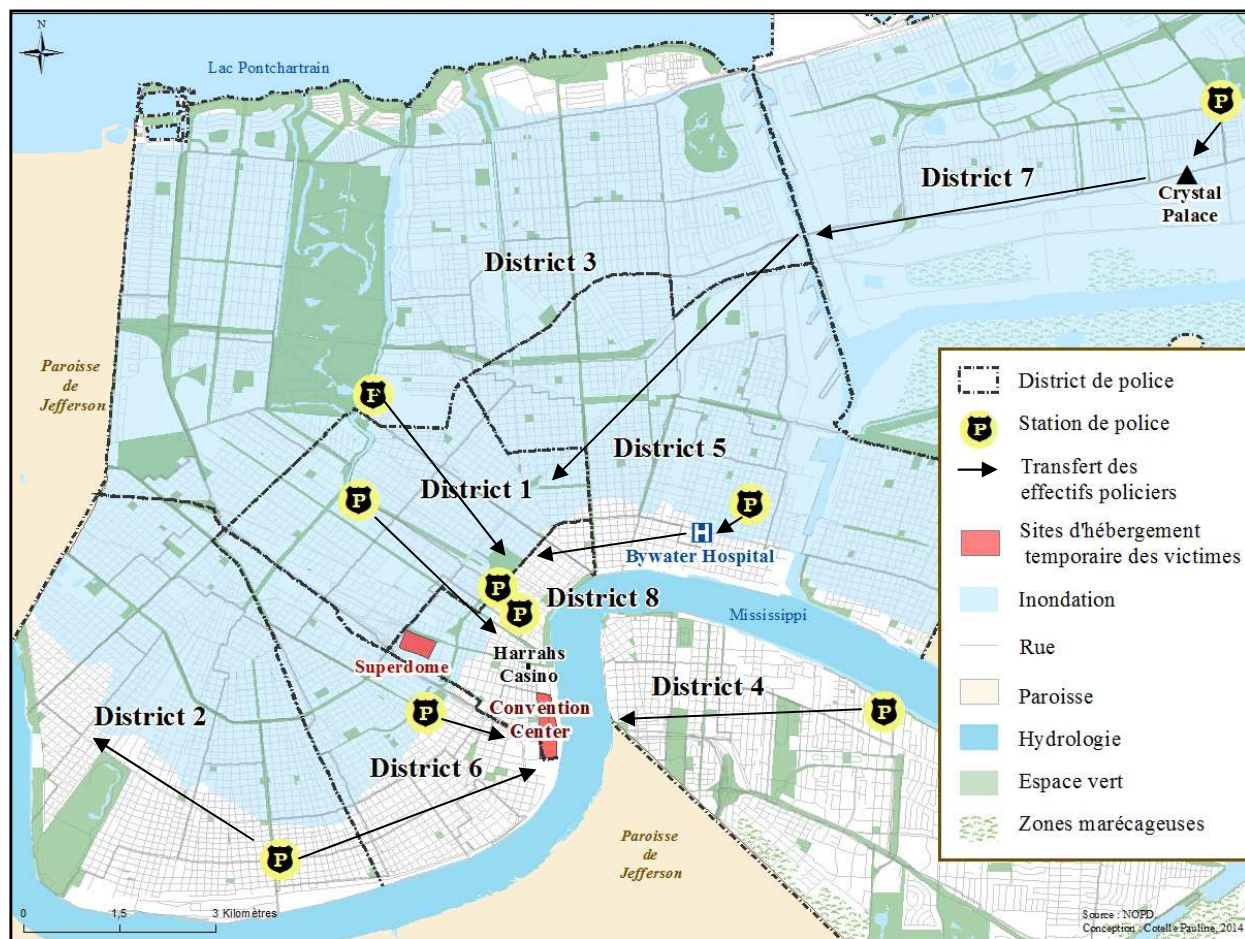 N
Lac Pontchartrain
P
District 7
Crystal
Palace
District 3
Paroisse
de
Jefferson
P
District 5
District 1
P
P
H
Bywater Hospital
P
P
District 8
Mississippi
Harrahs
Casino
Superdome
Convention
Center
District 4
P
P
District 2
District 6
P
Paroisse
de
Jefferson
0 1,5 3 Kilomètres
District de police
P
Station de police
Transfert des
effectifs policiers
Sites d'hébergement
temporaire des victimes
Inondation
Rue
Paroisse
Hydrologie
Espace vert
Zones marécageuses
Source : NOPD,
Conception : Cotelle Pauline, 2014